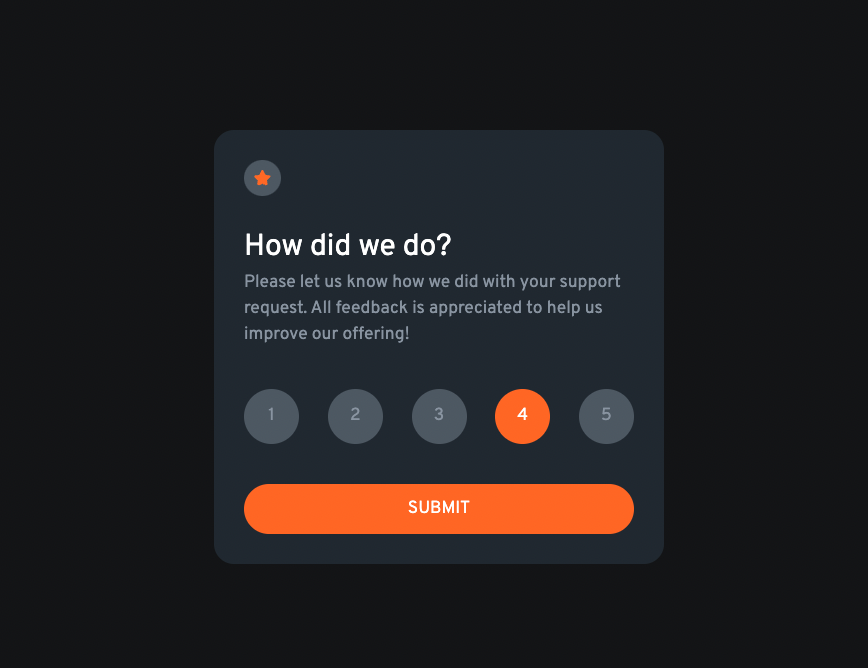 How did we do?
Please let us know how we did with your support
request. All feedback is appreciated to help us
improve our offering!
1 2 3 4 5
SUBMIT